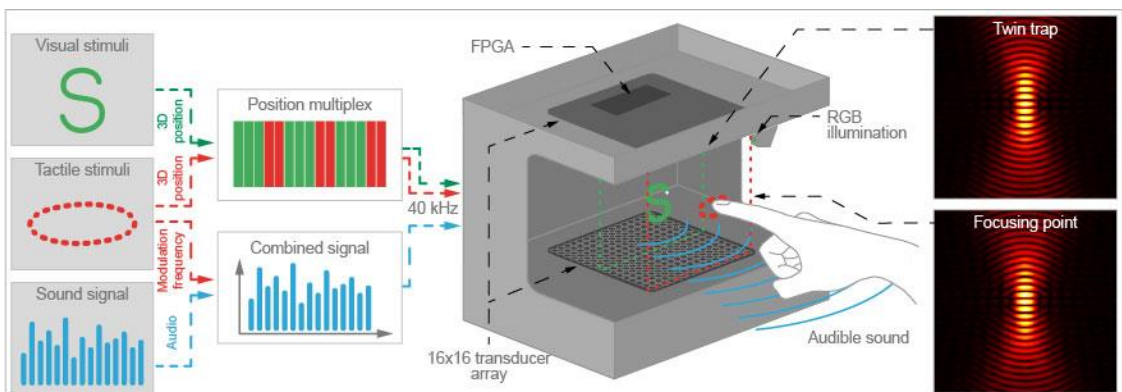 Visual stimuli
S
Tactile stimuli
Sound signal
3D
position
3D
position
Modulation
frequency
Audio
Position multiplex
Combined signal
40 kHz
FPGA
S
16x16 transducer
array
RGB
illumination
Audible sound
Twin trap
Focusing point